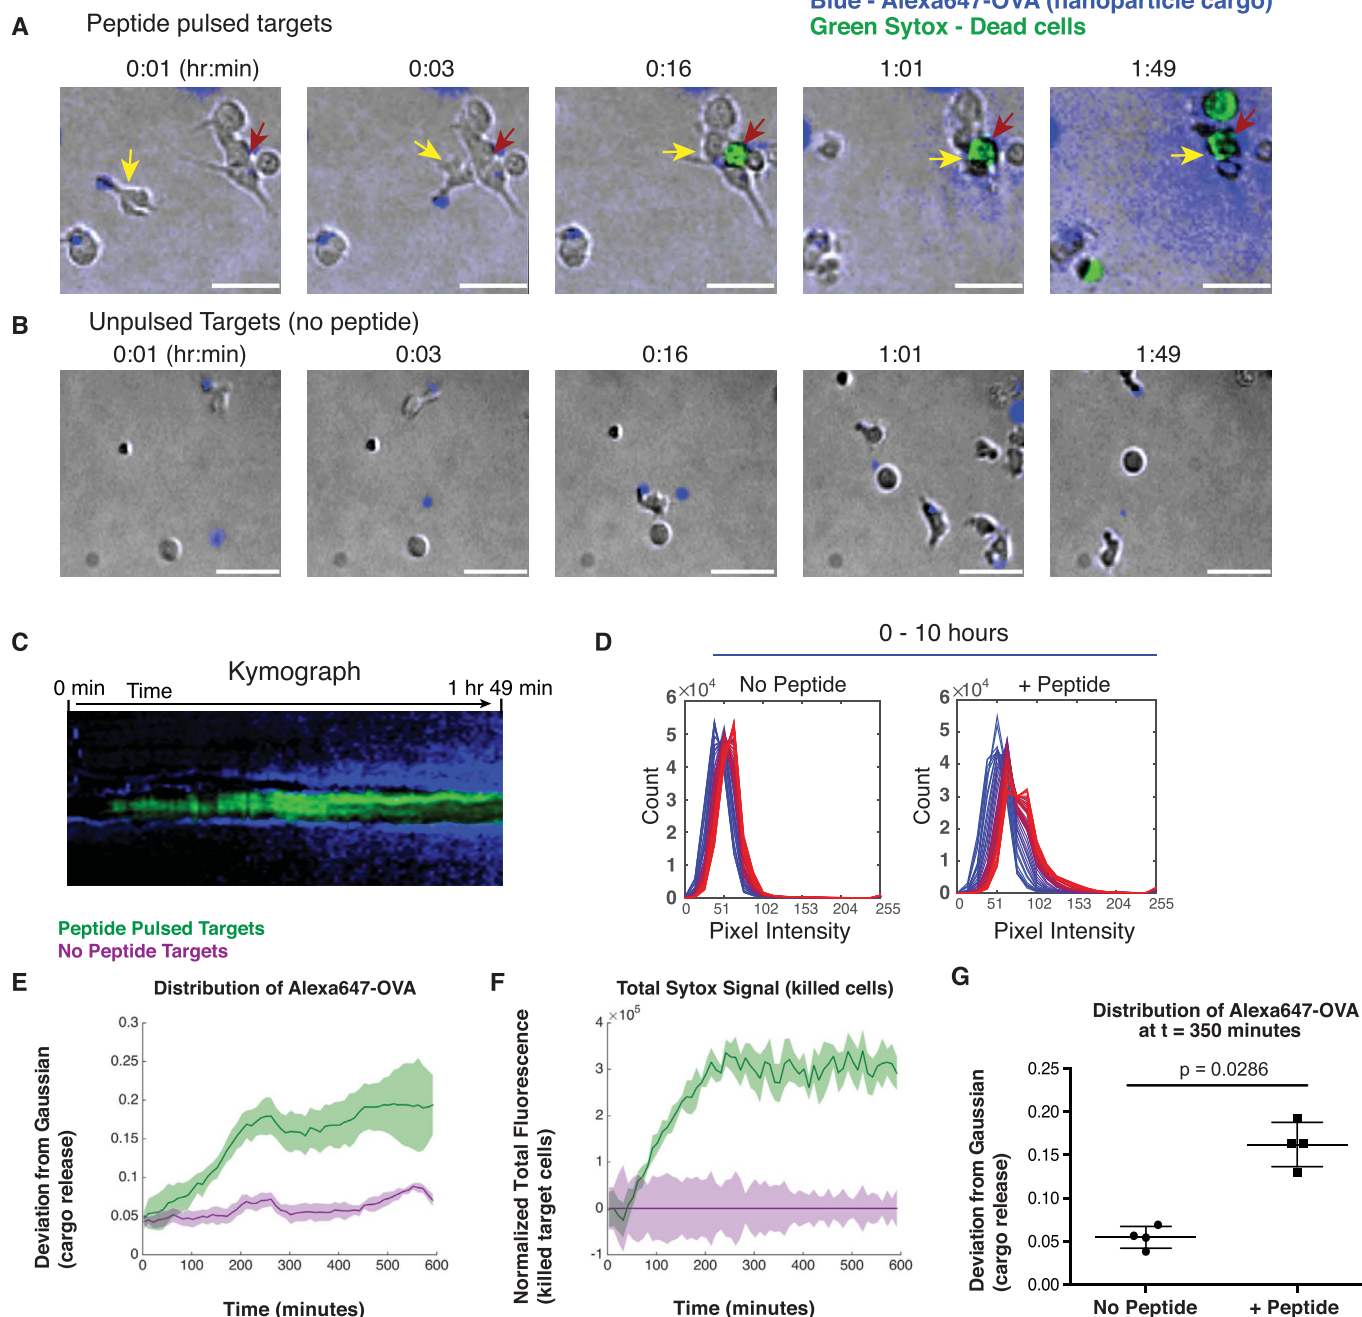 Blue - Alexa647-OVA (nanoparticle cargo)
Green Sytox - Dead cells
A
Peptide pulsed targets
0:01 (hr:min)
0:03
0:16
1:01
1:49
B
Unpulsed Targets (no peptide)
0:01 (hr:min)
0:03
0:16
1:01
1:49
C
Kymograph
0 min
Time
1 hr 49 min
D
0 - 10 hours
No Peptide
×10⁴
6
5
4
3
2
1
0
Count
0
51
102
153
204
255
Pixel Intensity
+ Peptide
×10⁴
6
5
4
3
2
1
0
Count
0
51
102
153
204
255
Pixel Intensity
Peptide Pulsed Targets
No Peptide Targets
E
Distribution of Alexa647-OVA
0.3
0.25
0.2
0.15
0.1
0.05
0
Deviation from Gaussian
(cargo release)
0
100
200
300
400
500
600
Time (minutes)
F
Total Sytox Signal (killed cells)
×10⁵
4
3
2
1
0
-1
Normalized Total Fluorescence
(killed target cells)
0
100
200
300
400
500
600
Time (minutes)
G
Distribution of Alexa647-OVA
at t = 350 minutes
p = 0.0286
0.25
0.20
0.15
0.10
0.05
0.00
Deviation from Gaussian
(cargo release)
No Peptide
+ Peptide